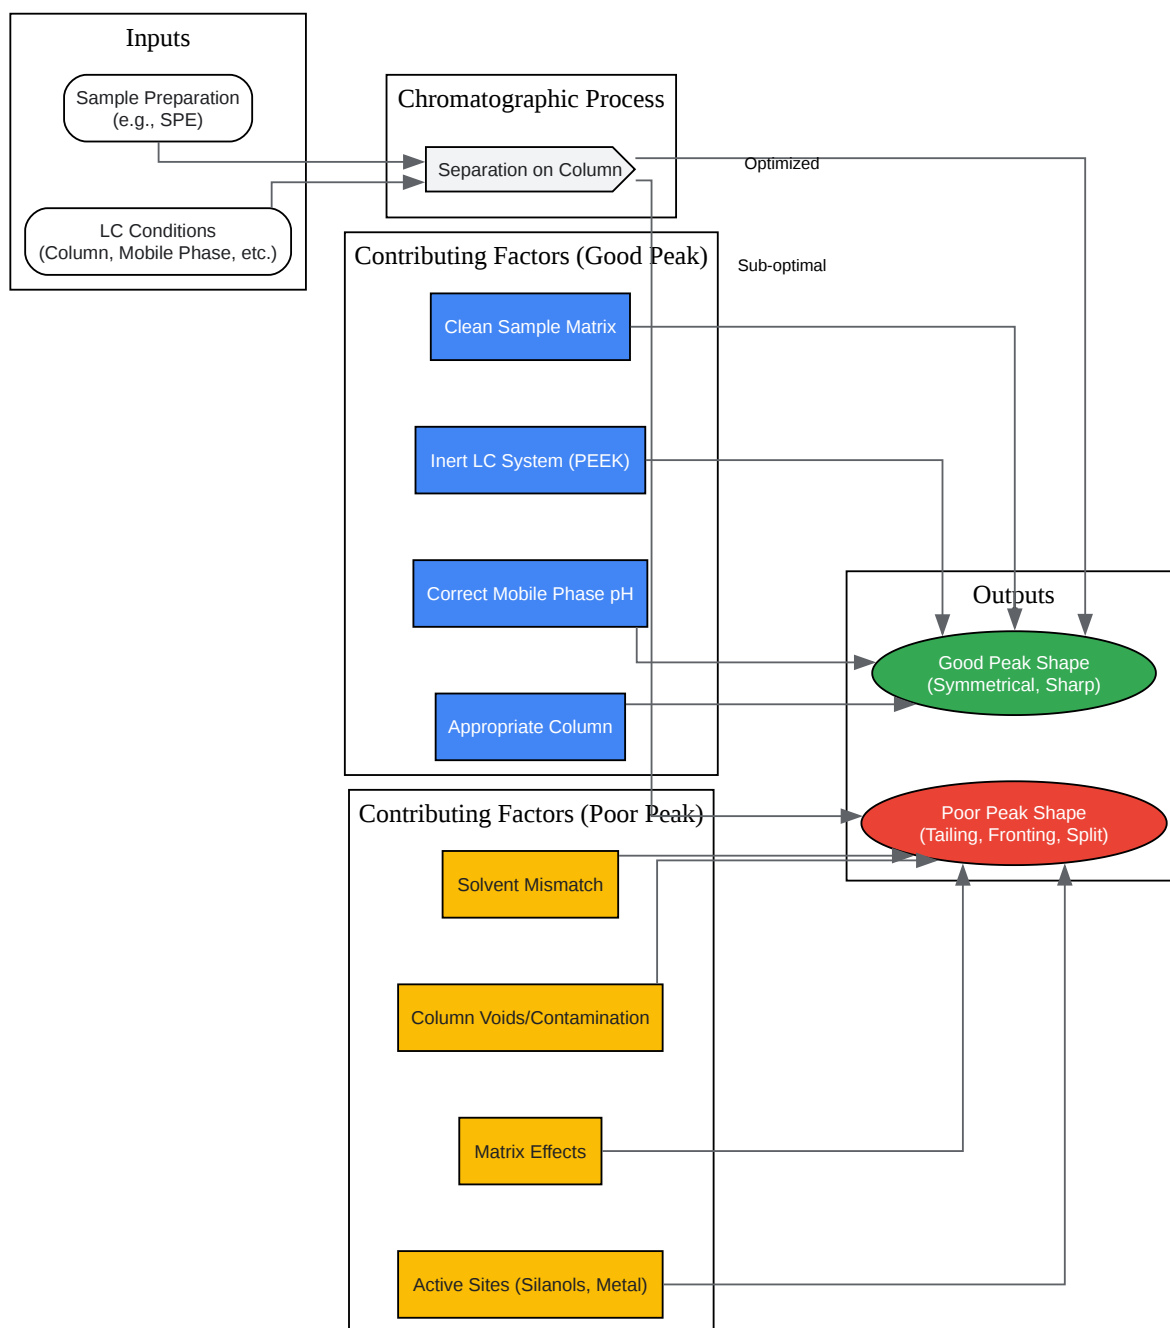 Inputs
Sample Preparation
(e.g., SPE)
LC Conditions
(Column, Mobile Phase, etc.)
Chromatographic Process
Separation on Column
Optimized
Sub-optimal
Contributing Factors (Good Peak)
Clean Sample Matrix
Inert LC System (PEEK)
Correct Mobile Phase pH
Appropriate Column
Contributing Factors (Poor Peak)
Solvent Mismatch
Column Voids/Contamination
Matrix Effects
Active Sites (Silanols, Metal)
Outputs
Good Peak Shape
(Symmetrical, Sharp)
Poor Peak Shape
(Tailing, Fronting, Split)